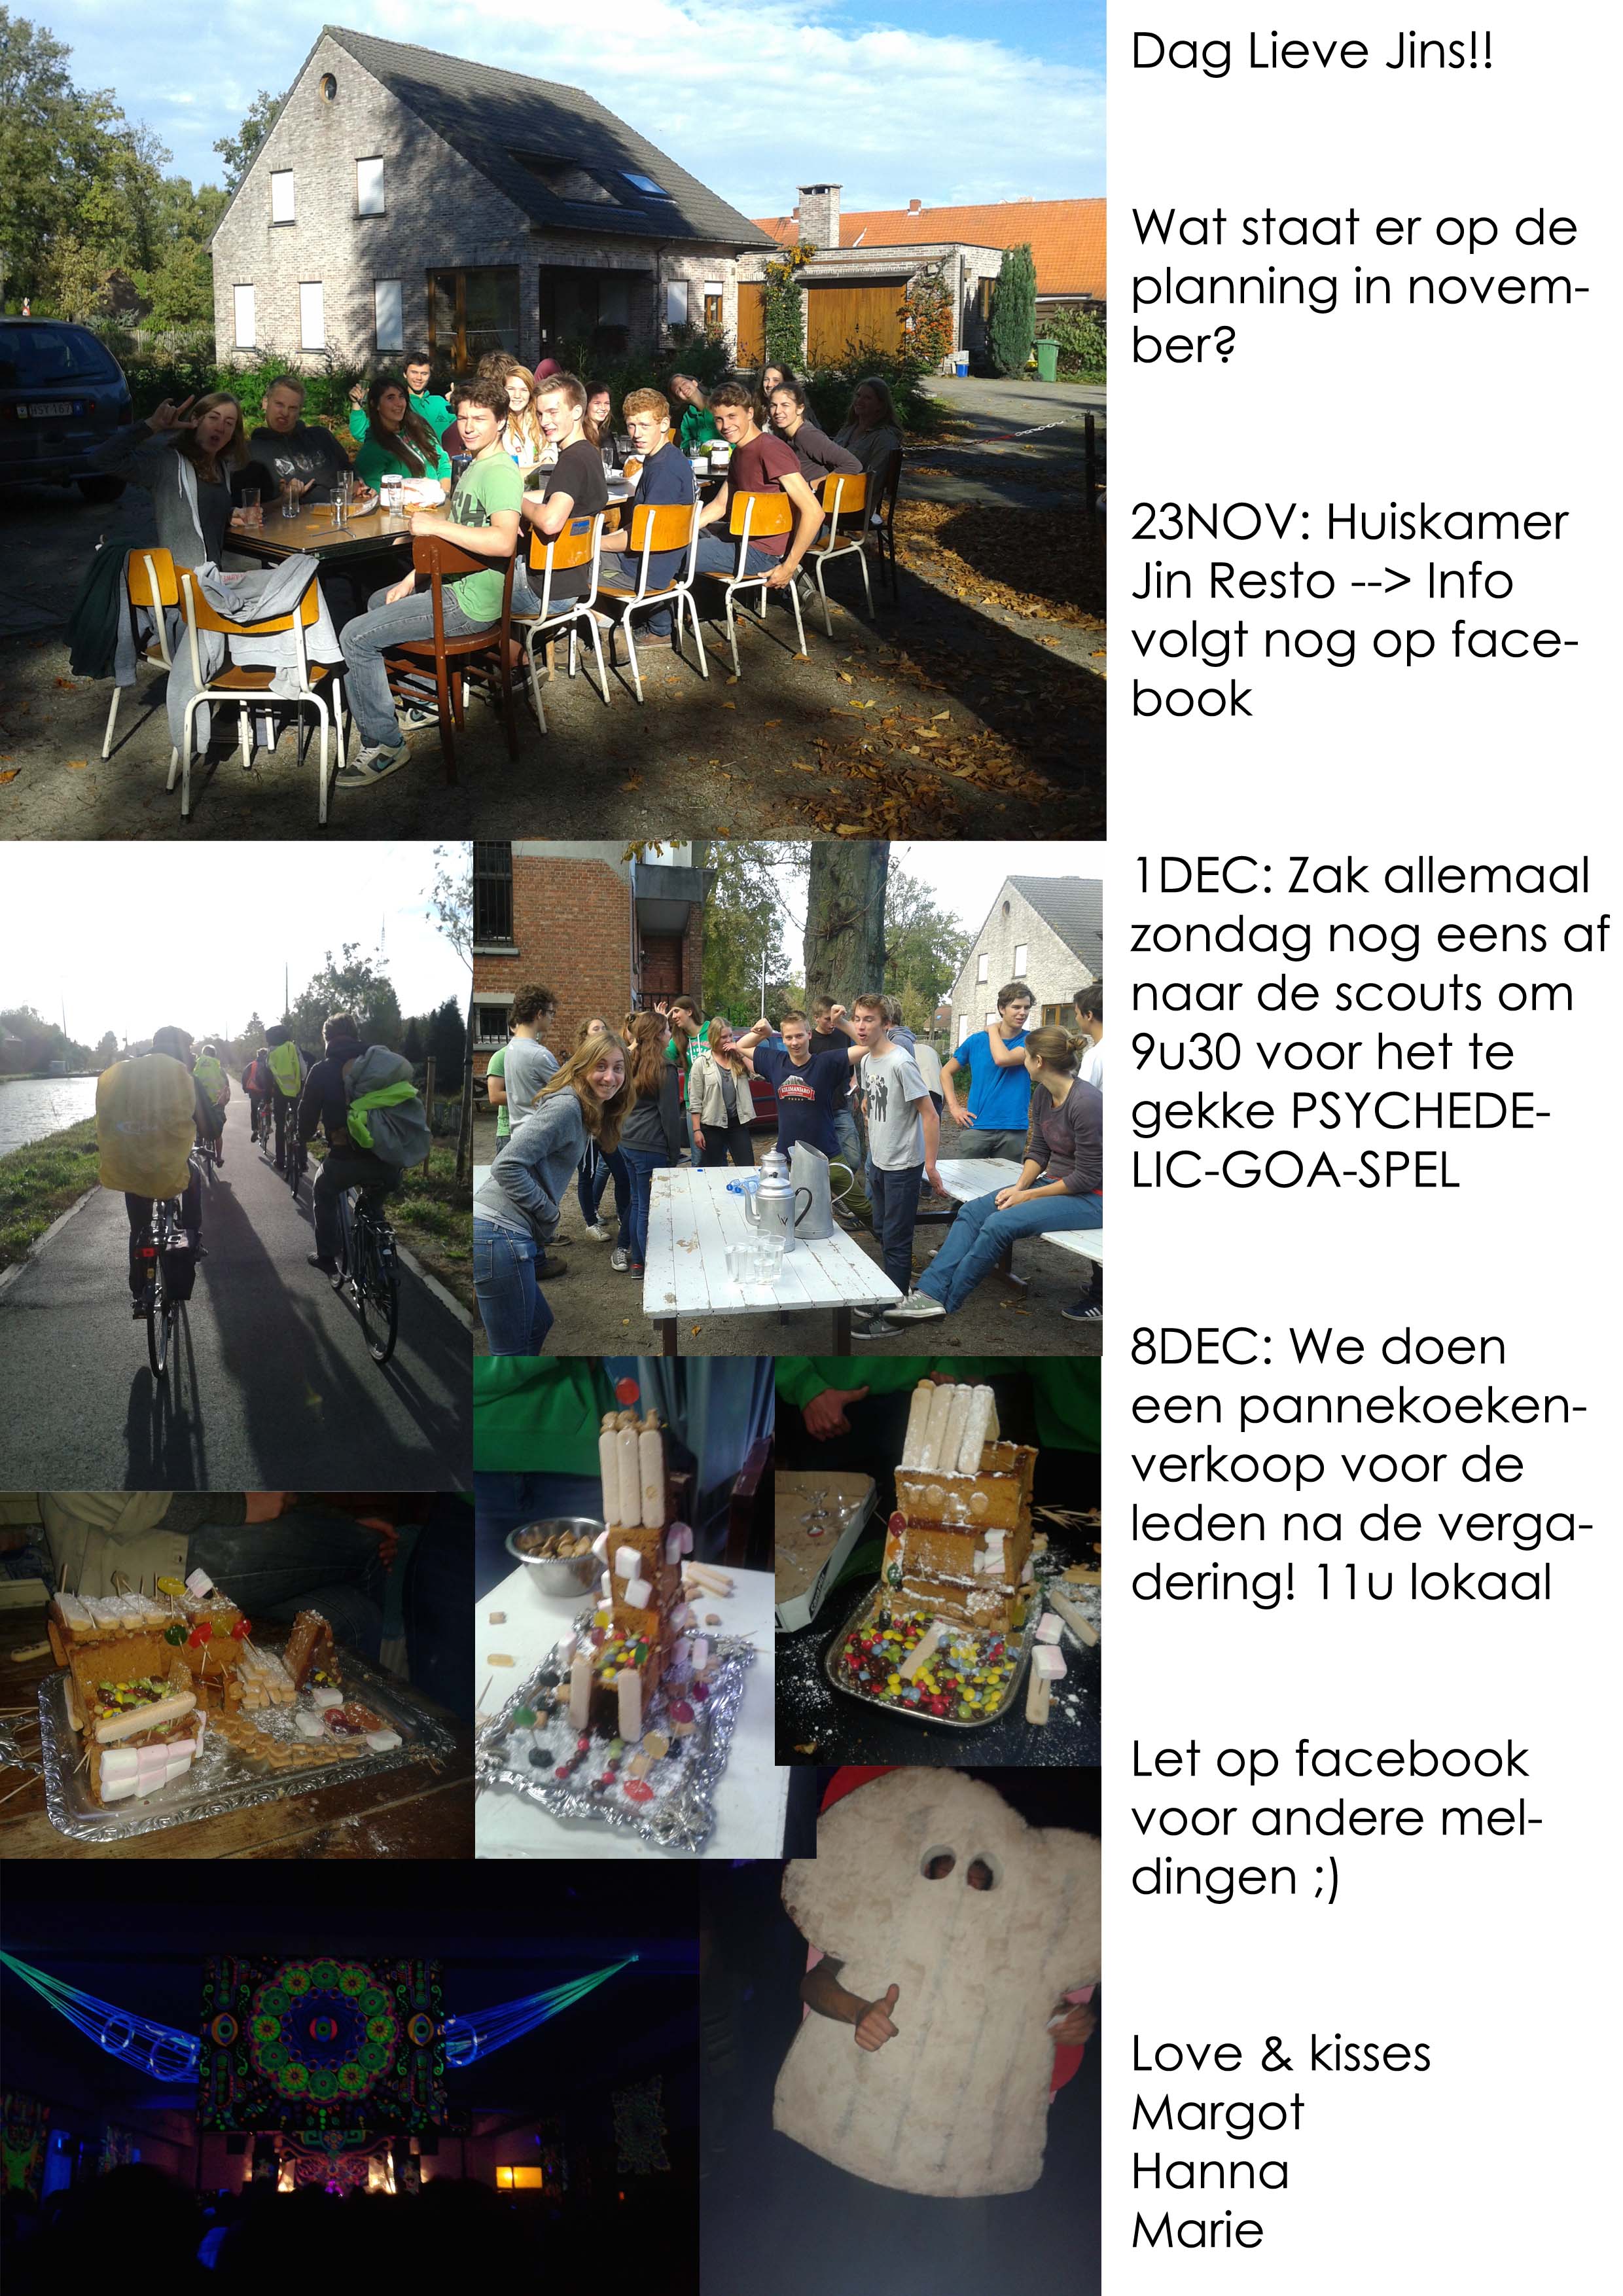 Dag Lieve Jins!!
Wat staat er op de
planning in novem-
ber?
23NOV: Huiskamer
Jin Resto --> Info
volgt nog op face-
book
1DEC: Zak allemaal
zondag nog eens af
naar de scouts om
9u30 voor het te
gekke PSYCHEDE-
LIC-GOA-SPEL
8DEC: We doen
een pannekoeken-
verkoop voor de
leden na de verga-
dering! 11u lokaal
Let op facebook
voor andere mel-
dingen ;)
Love & kisses
Margot
Hanna
Marie
KILIMANJARO